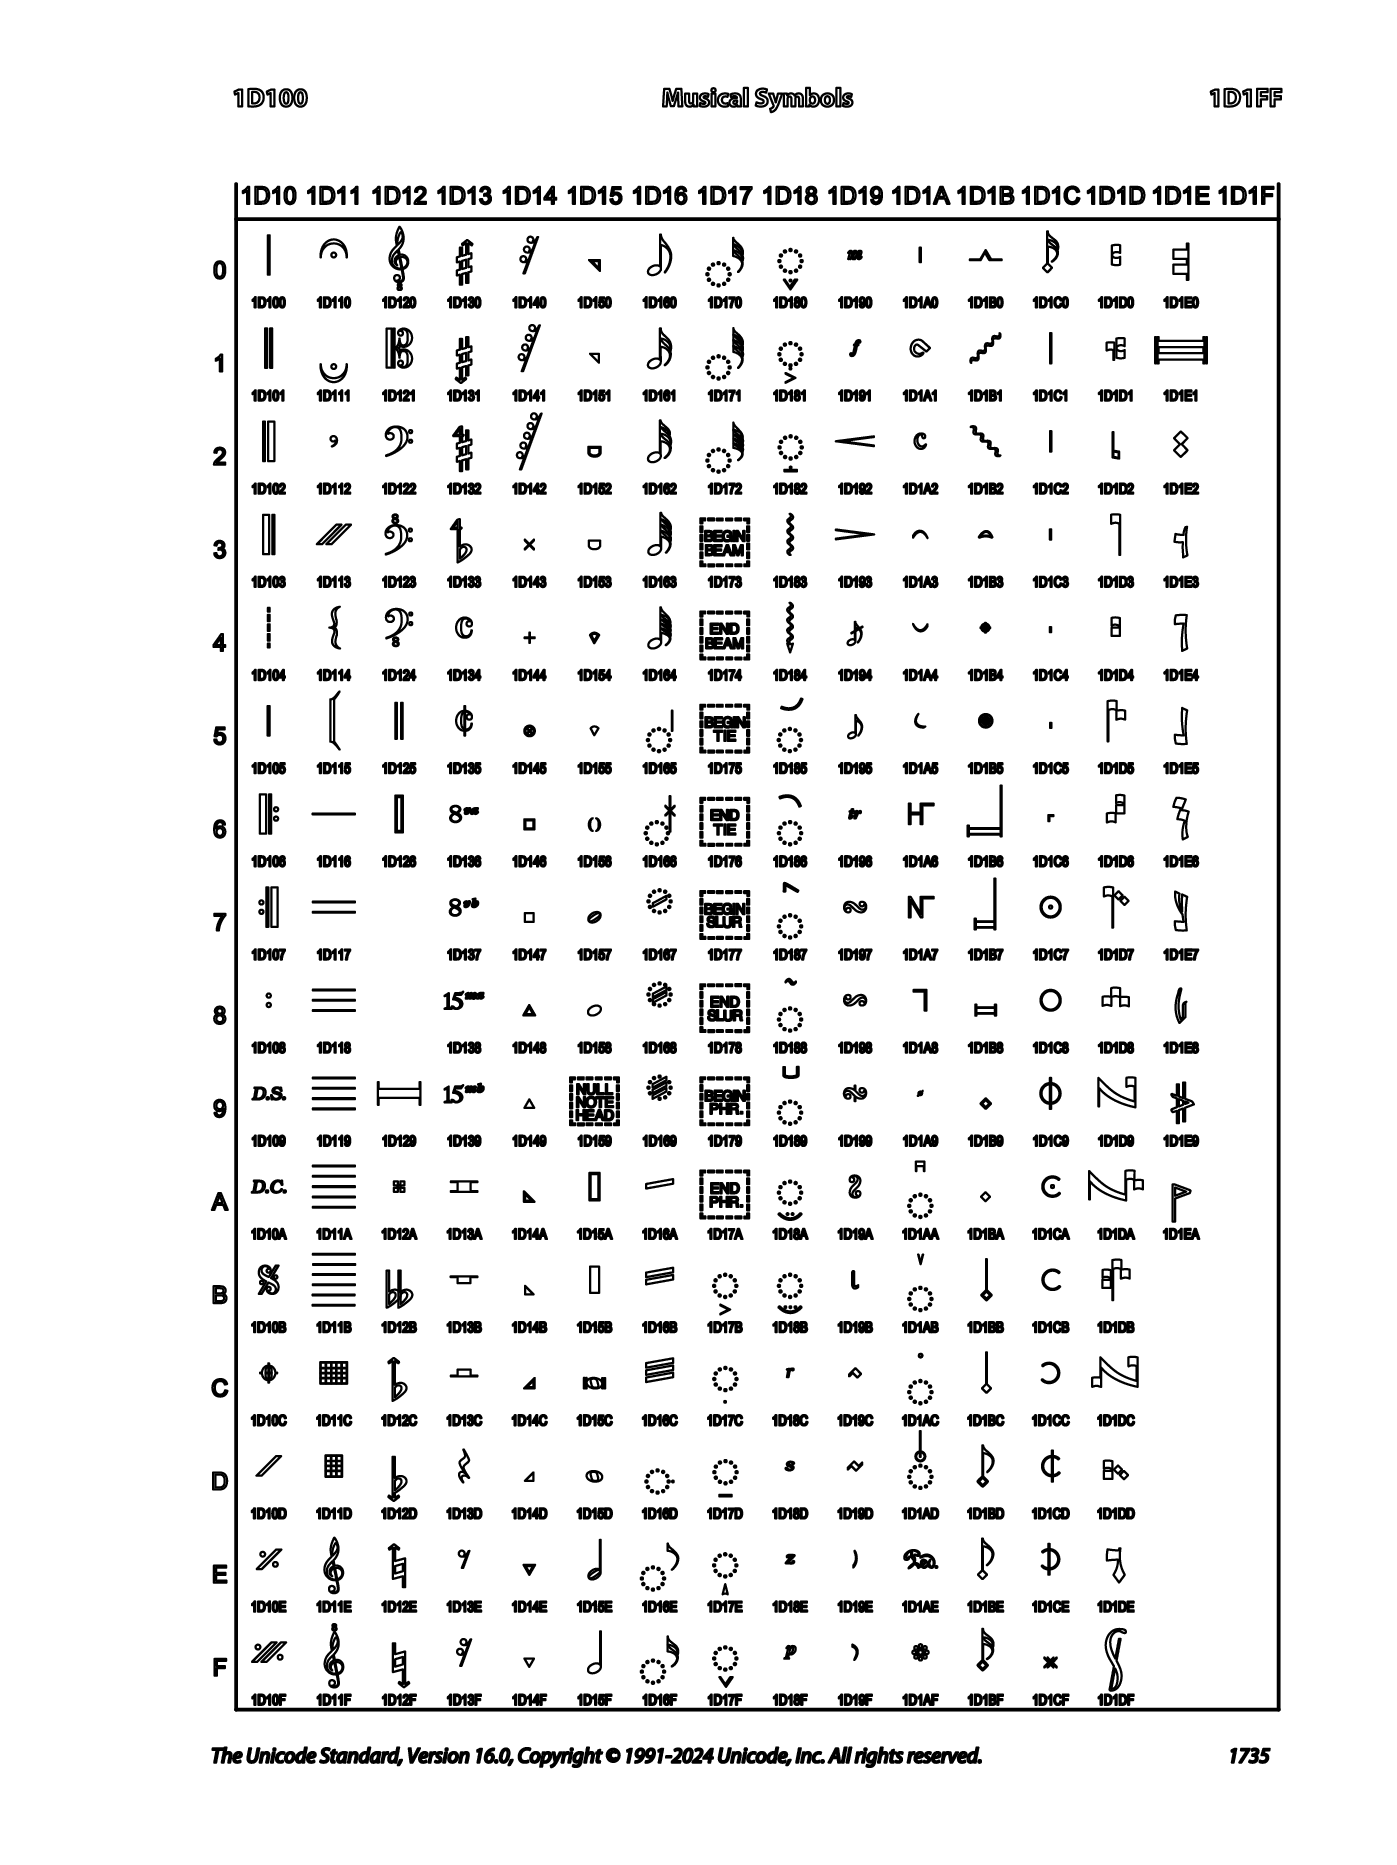 1D100 Musical Symbols 1D1FF
1D10 1D11 1D12 1D13 1D14 1D15 1D16 1D17 1D18 1D19 1D1A 1D1B 1D1C 1D1D 1D1E 1D1F
0
1D100 1D110 1D120 1D130 1D140 1D150 1D160 1D170 1D180 1D190 1D1A0 1D1B0 1D1C0 1D1D0 1D1E0
1
1D101 1D111 1D121 1D131 1D141 1D151 1D161 1D171 1D181 1D191 1D1A1 1D1B1 1D1C1 1D1D1 1D1E1
2
1D102 1D112 1D122 1D132 1D142 1D152 1D162 1D172 1D182 1D192 1D1A2 1D1B2 1D1C2 1D1D2 1D1E2
3 BEGIN BEAM
1D103 1D113 1D123 1D133 1D143 1D153 1D163 1D173 1D183 1D193 1D1A3 1D1B3 1D1C3 1D1D3 1D1E3
4 END BEAM
1D104 1D114 1D124 1D134 1D144 1D154 1D164 1D174 1D184 1D194 1D1A4 1D1B4 1D1C4 1D1D4 1D1E4
5 BEGIN TIE
1D105 1D115 1D125 1D135 1D145 1D155 1D165 1D175 1D185 1D195 1D1A5 1D1B5 1D1C5 1D1D5 1D1E5
6 8va END TIE tr
1D106 1D116 1D126 1D136 1D146 1D156 1D166 1D176 1D186 1D196 1D1A6 1D1B6 1D1C6 1D1D6 1D1E6
7 8vb BEGIN SLUR
1D107 1D117 1D137 1D147 1D157 1D167 1D177 1D187 1D197 1D1A7 1D1B7 1D1C7 1D1D7 1D1E7
8 15ma END SLUR
1D108 1D118 1D138 1D148 1D158 1D168 1D178 1D188 1D198 1D1A8 1D1B8 1D1C8 1D1D8 1D1E8
9 D.S. 15mb NULL NOTE HEAD BEGIN PHR.
1D109 1D119 1D129 1D139 1D149 1D159 1D169 1D179 1D189 1D199 1D1A9 1D1B9 1D1C9 1D1D9 1D1E9
A D.C. END PHR.
1D10A 1D11A 1D12A 1D13A 1D14A 1D15A 1D16A 1D17A 1D18A 1D19A 1D1AA 1D1BA 1D1CA 1D1DA 1D1EA
B
1D10B 1D11B 1D12B 1D13B 1D14B 1D15B 1D16B 1D17B 1D18B 1D19B 1D1AB 1D1BB 1D1CB 1D1DB
C r
1D10C 1D11C 1D12C 1D13C 1D14C 1D15C 1D16C 1D17C 1D18C 1D19C 1D1AC 1D1BC 1D1CC 1D1DC
D s
1D10D 1D11D 1D12D 1D13D 1D14D 1D15D 1D16D 1D17D 1D18D 1D19D 1D1AD 1D1BD 1D1CD 1D1DD
E z
1D10E 1D11E 1D12E 1D13E 1D14E 1D15E 1D16E 1D17E 1D18E 1D19E 1D1AE 1D1BE 1D1CE 1D1DE
F p
1D10F 1D11F 1D12F 1D13F 1D14F 1D15F 1D16F 1D17F 1D18F 1D19F 1D1AF 1D1BF 1D1CF 1D1DF
The Unicode Standard, Version 16.0, Copyright © 1991-2024 Unicode, Inc. All rights reserved. 1735